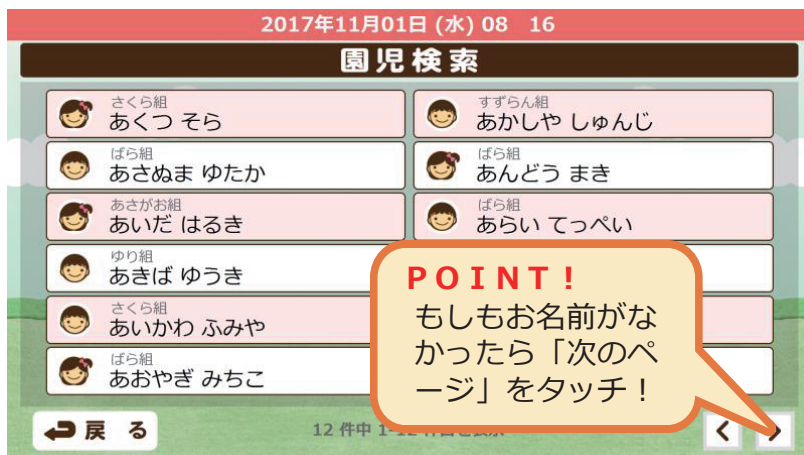 2017年11月01日 (水) 08 16
園児検索
さくら組
あくつ そら
すずらん組
あかしや しゅんじ
ばら組
あさぬま ゆたか
ばら組
あんどう まき
あさがお組
あいだ はるき
ばら組
あらい てっぺい
ゆり組
あきば ゆうき
さくら組
あいかわ ふみや
ばら組
あおやぎ みちこ
POINT!
もしもお名前がな
かったら「次のペ
ージ」をタッチ!
戻 る
12 件中 1-12